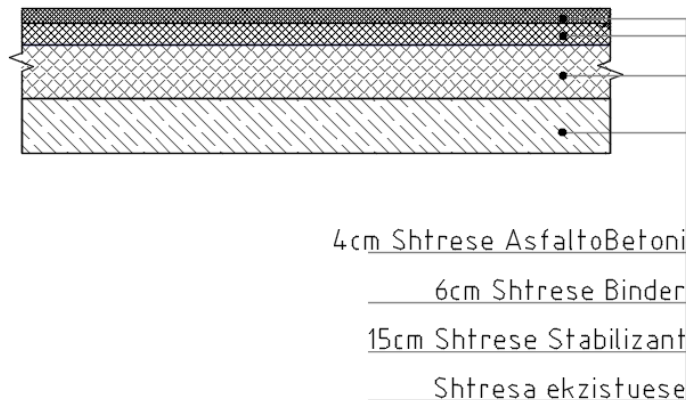 4cm Shtrese AsfaltoBetoni
6cm Shtrese Binder
15cm Shtrese Stabilizant
Shtresa ekzistuese